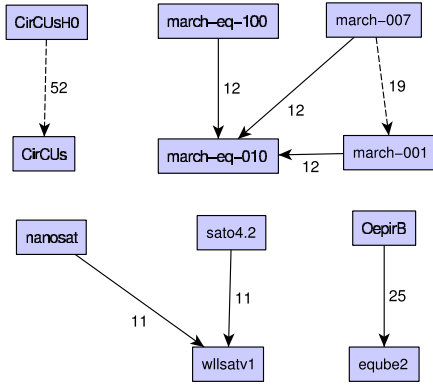 CirCUsH0
march-eq-100
march-007
52
12
12
19
CirCUs
march-eq-010
12
march-001
nanosat
sato4.2
OepirB
11
11
25
wllsatv1
eqube2